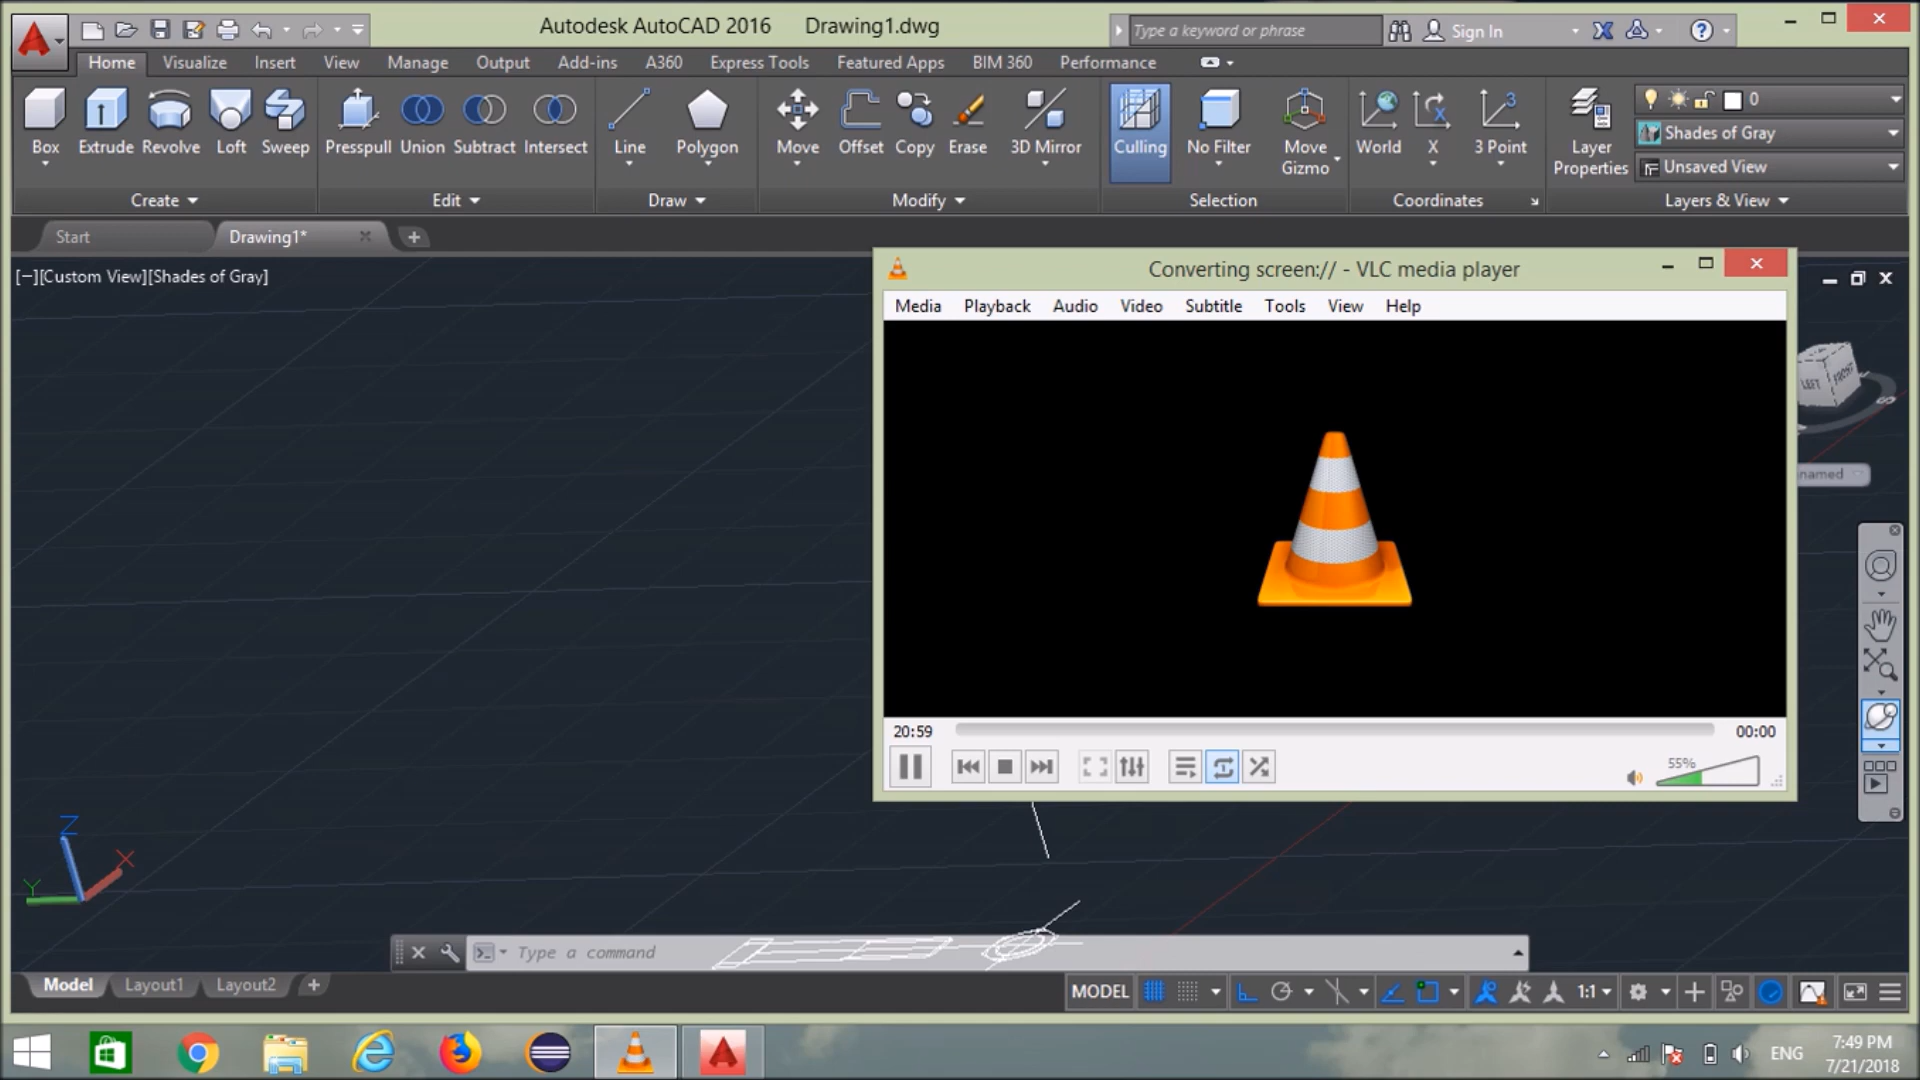 Autodesk AutoCAD 2016 Drawing1.dwg
Type a keyword or phrase
Sign In
Home Visualize Insert View Manage Output Add-ins A360 Express Tools Featured Apps BIM 360 Performance
Box Extrude Revolve Loft Sweep
Presspull Union Subtract Intersect
Line Polygon
Move Offset Copy Erase 3D Mirror
Culling No Filter Move Gizmo
World X 3 Point
Layer Properties
0
Shades of Gray
Unsaved View
Create Edit Draw Modify Selection Coordinates Layers & View
Start Drawing1* +
[−][Custom View][Shades of Gray]
Converting screen:// - VLC media player
Media Playback Audio Video Subtitle Tools View Help
LEFT FRONT
S
named
20:59 00:00
55%
Z
X
Y
Type a command
Model Layout1 Layout2 +
MODEL 1:1
ENG
7:49 PM
7/21/2018